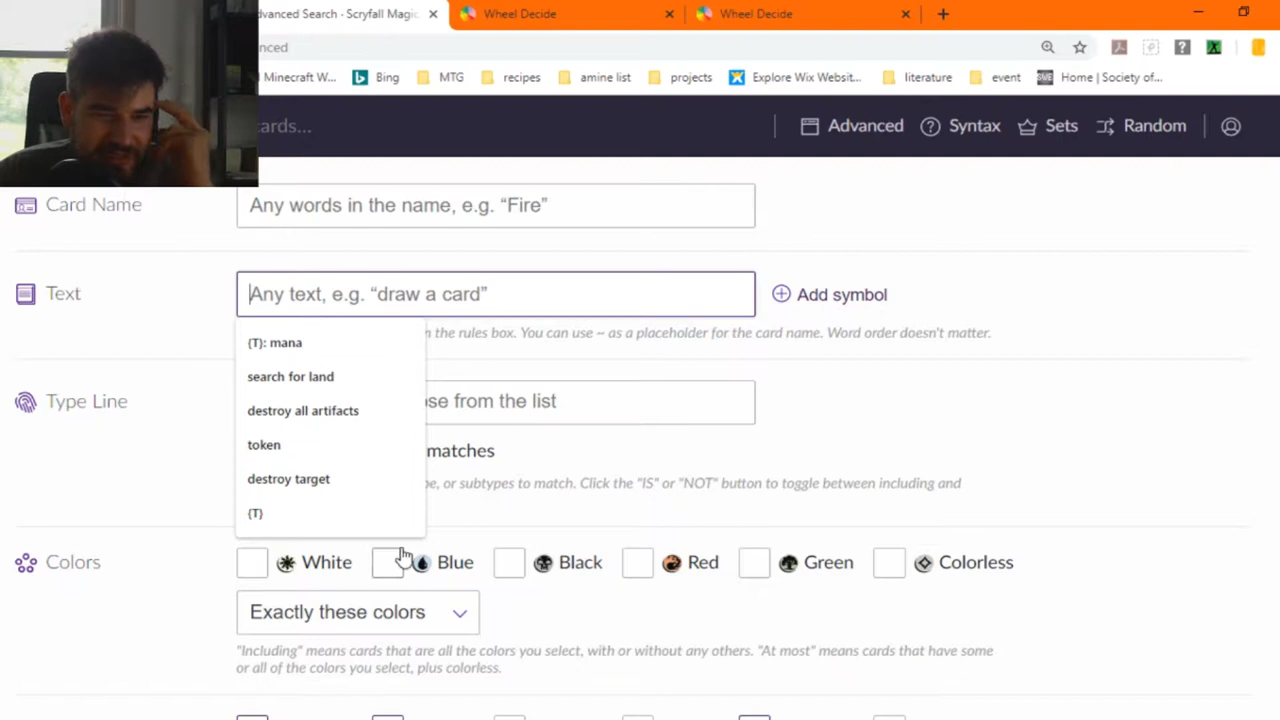 dvanced Search - Scryfall Magic
Wheel Decide
Wheel Decide
nced
l Minecraft W...
Bing
MTG
recipes
amine list
projects
Explore Wix Websit...
literature
event
Home | Society of...
cards...
Advanced
Syntax
Sets
Random
Card Name
Any words in the name, e.g. “Fire”
Text
Any text, e.g. “draw a card”
Add symbol
n the rules box. You can use ~ as a placeholder for the card name. Word order doesn't matter.
{T}: mana
search for land
destroy all artifacts
token
destroy target
{T}
Type Line
ose from the list
matches
pe, or subtypes to match. Click the "IS" or "NOT" button to toggle between including and
Colors
White
Blue
Black
Red
Green
Colorless
Exactly these colors
"Including" means cards that are all the colors you select, with or without any others. "At most" means cards that have some
or all of the colors you select, plus colorless.